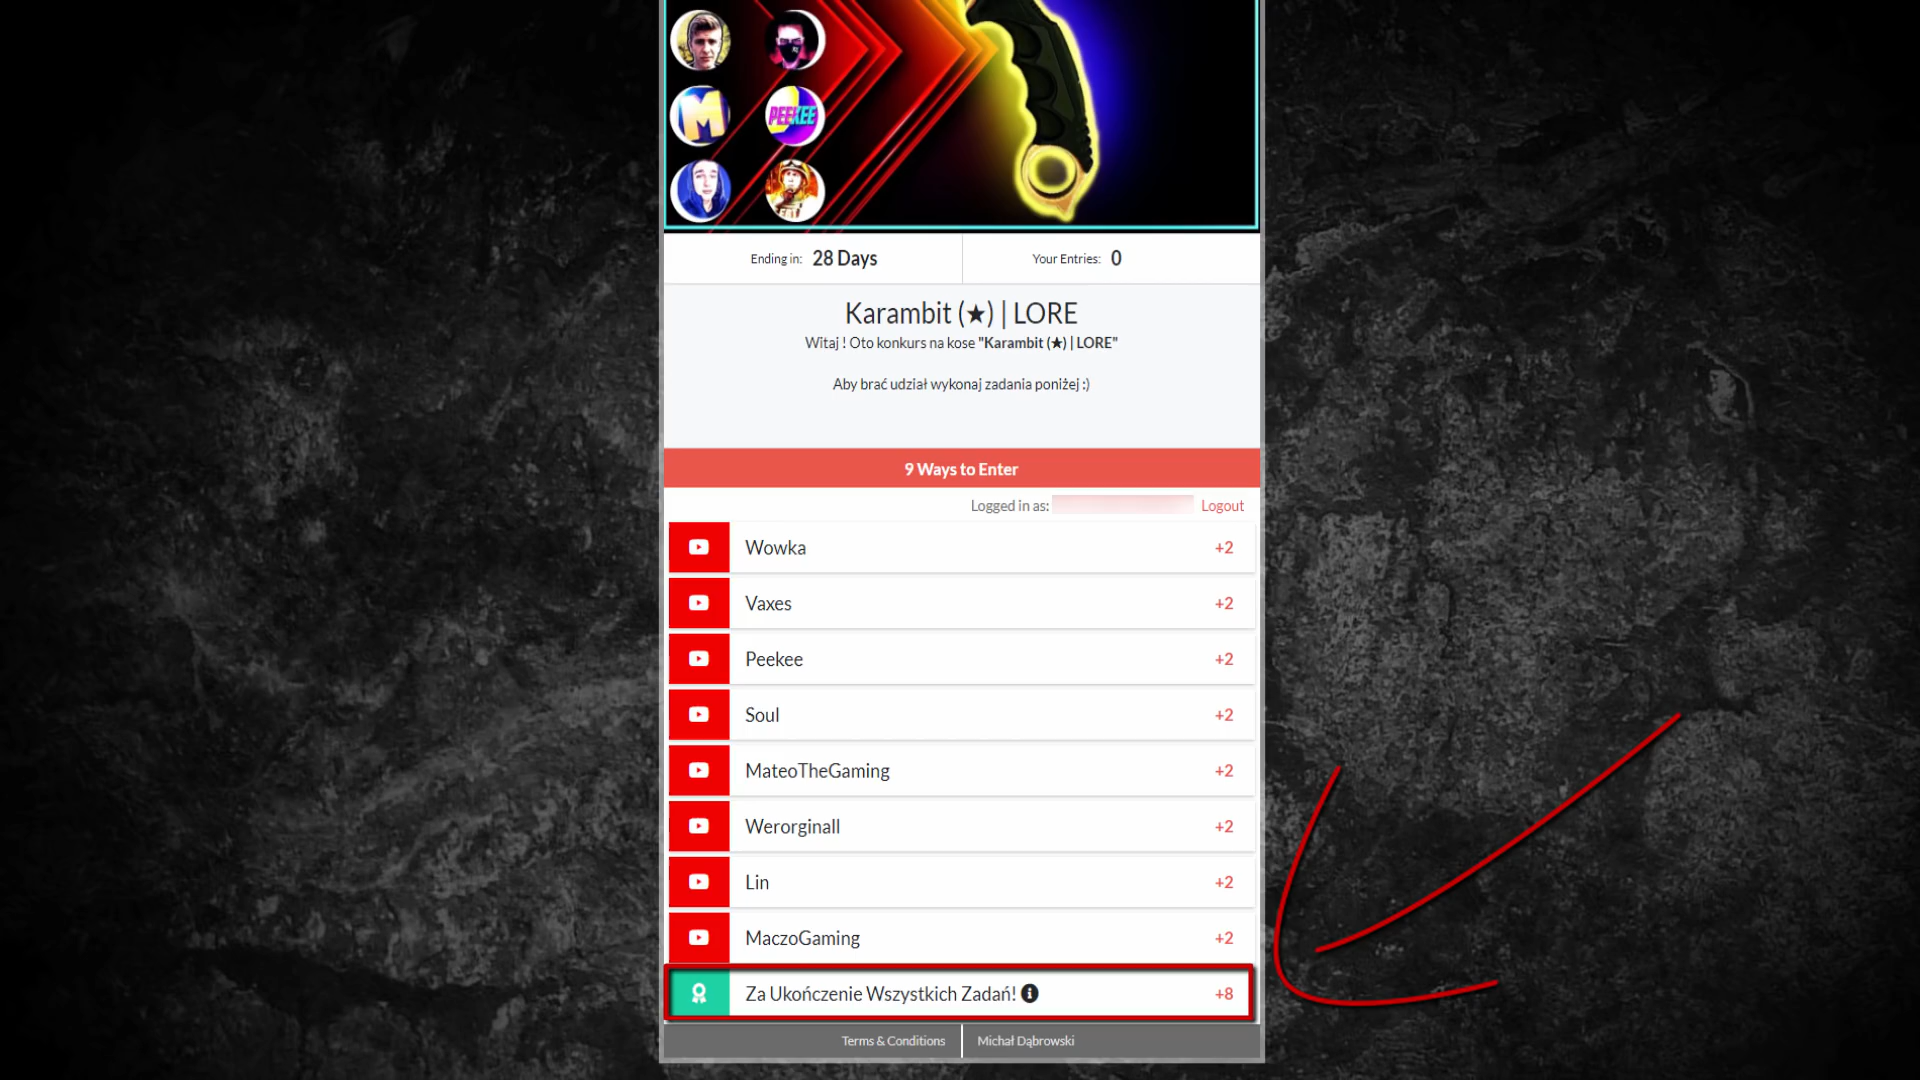 M
PEEKEE
Ending in: 28 Days
Your Entries: 0
Karambit (★) | LORE
Witaj ! Oto konkurs na kose "Karambit (★) | LORE"
Aby brać udział wykonaj zadania poniżej :)
9 Ways to Enter
Logged in as:
Logout
Wowka +2
Vaxes +2
Peekee +2
Soul +2
MateoTheGaming +2
Werorginall +2
Lin +2
MaczoGaming +2
Za Ukończenie Wszystkich Zadań! +8
Terms & Conditions
Michał Dąbrowski